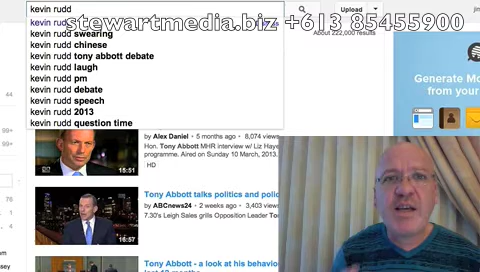 kevin rudd
stewartmedia.biz +613 85455900
kevin rudd swearing
kevin rudd chinese
kevin rudd tony abbott debate
kevin rudd laugh
kevin rudd pm
kevin rudd debate
kevin rudd speech
kevin rudd 2013
kevin rudd question time
Upload
About 222,000 results
44
99+
99+
76
1
4
Generate Mo
from your
by Alex Daniel • 5 months ago • 8,074 views
Hon. Tony Abbott MHR interview w/ Liz Haye
programme. Aired on Sunday 10 March, 2013.
HD
15:51
Tony Abbott talks politics and polic
by ABCnews24 • 2 weeks ago • 3,403 views
7.30's Leigh Sales grills Opposition Leader To
16:57
Tony Abbott - a look at his behavio